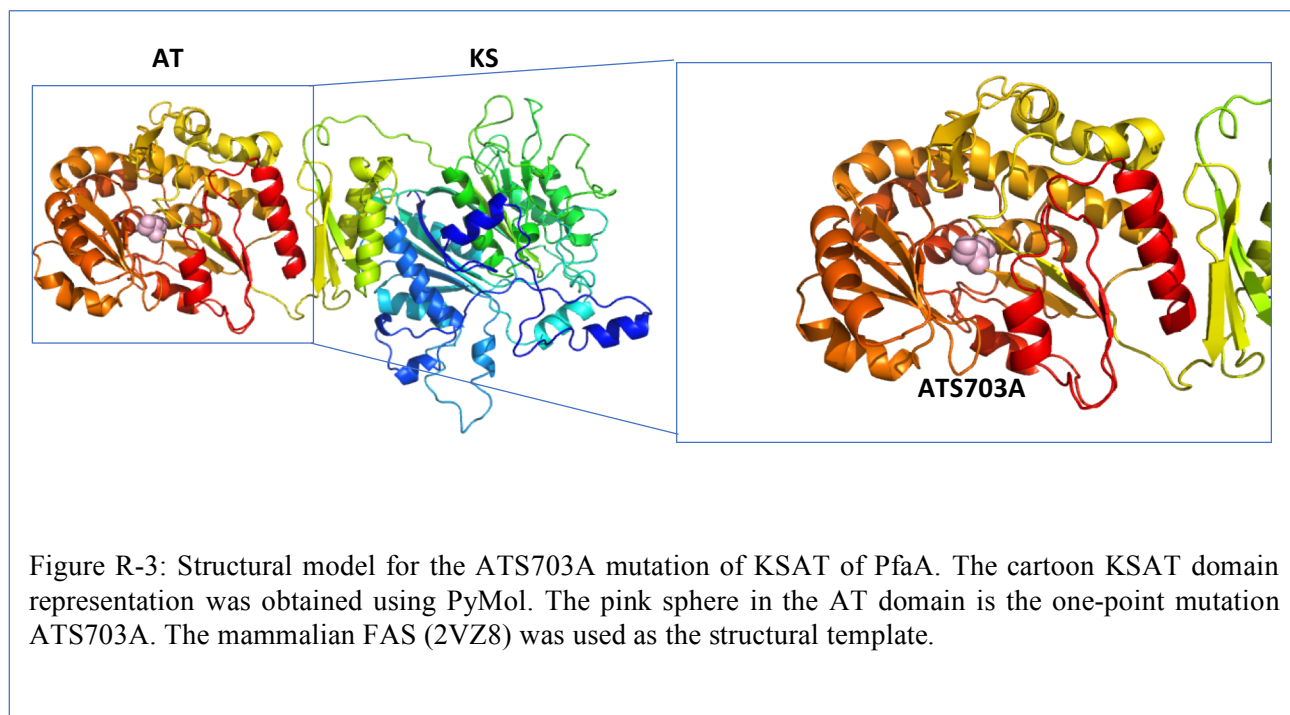 AT
KS
ATS703A
Figure R-3: Structural model for the ATS703A mutation of KSAT of PfaA. The cartoon KSAT domain
representation was obtained using PyMol. The pink sphere in the AT domain is the one-point mutation
ATS703A. The mammalian FAS (2VZ8) was used as the structural template.